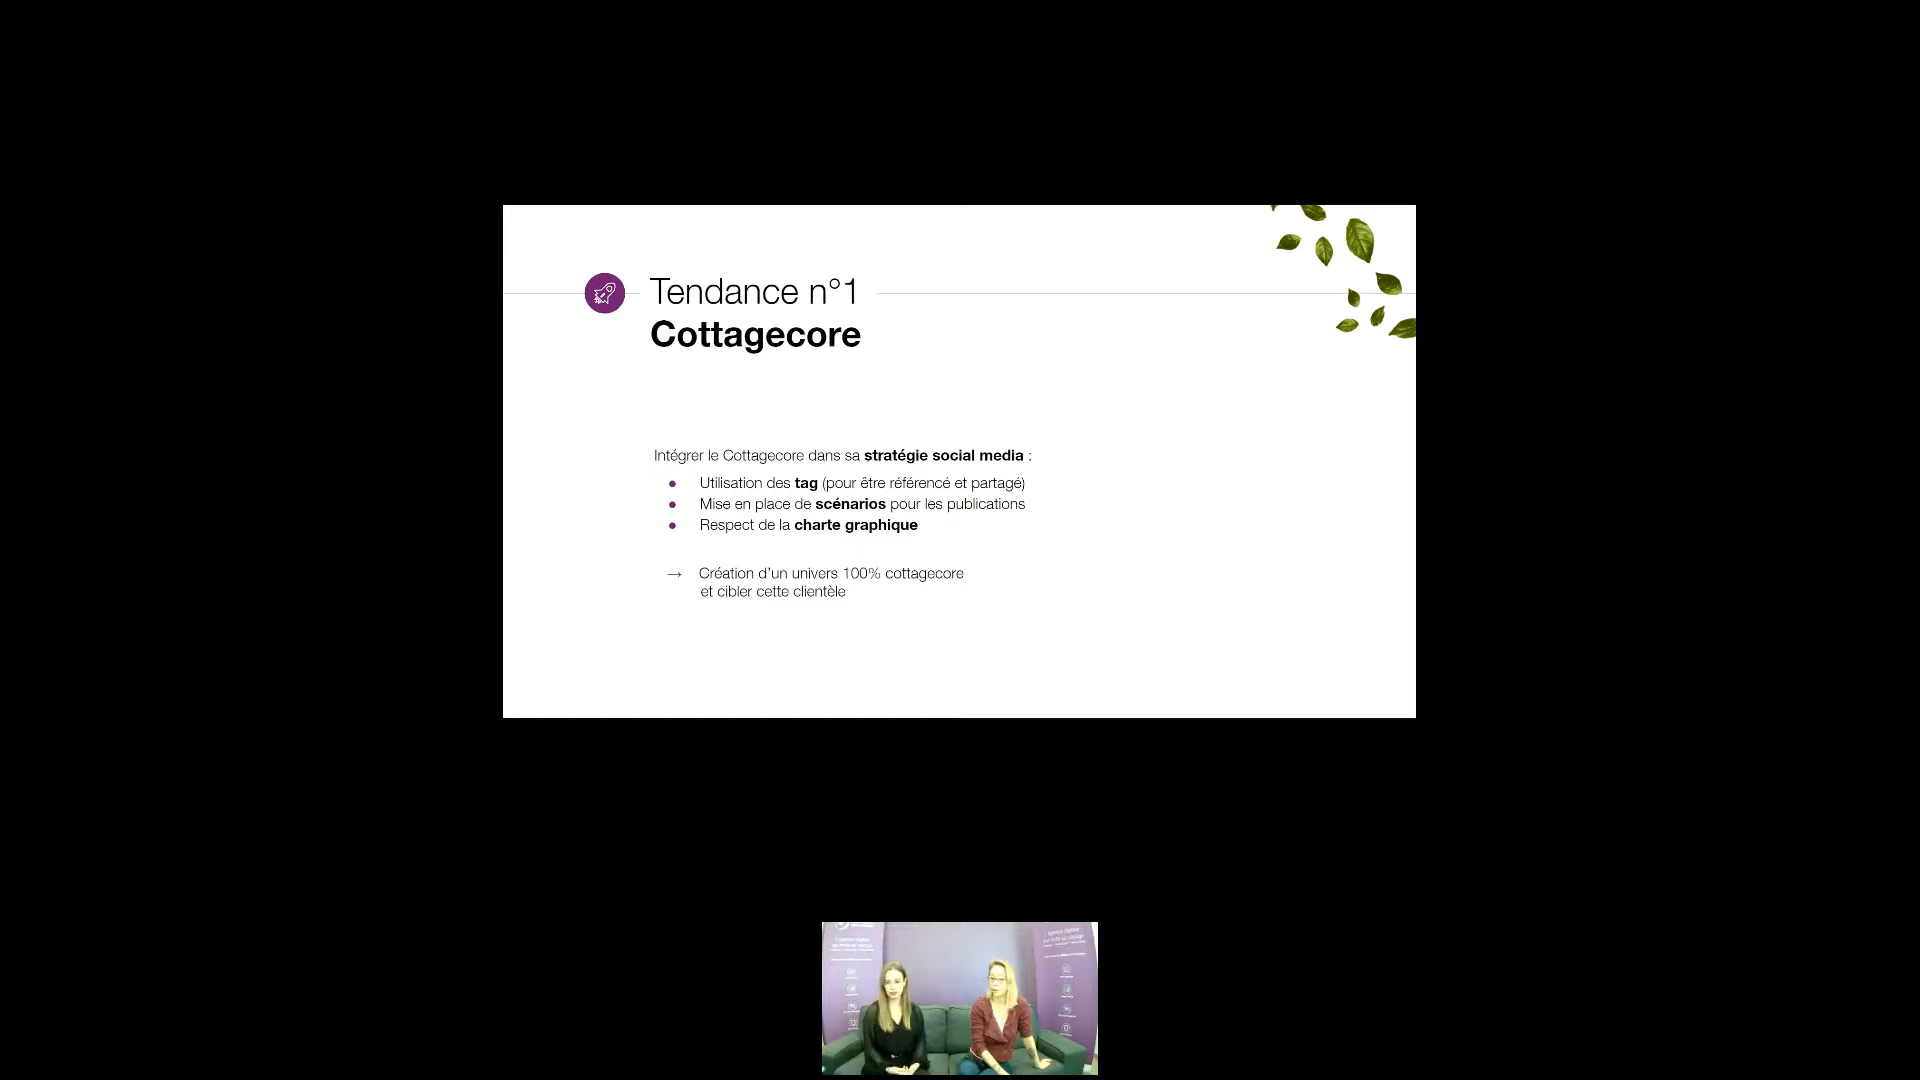 Tendance n°1
Cottagecore
Intégrer le Cottagecore dans sa stratégie social media :
● Utilisation des tag (pour être référencé et partagé)
● Mise en place de scénarios pour les publications
● Respect de la charte graphique
→ Création d'un univers 100% cottagecore
et cibler cette clientèle